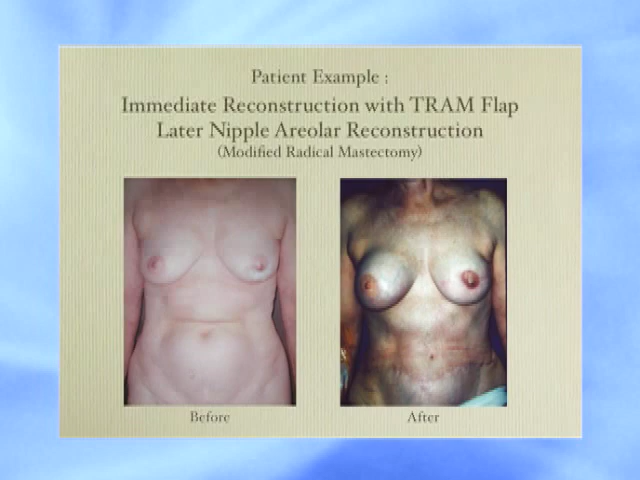 Patient Example :
Immediate Reconstruction with TRAM Flap
Later Nipple Areolar Reconstruction
(Modified Radical Mastectomy)
Before
After